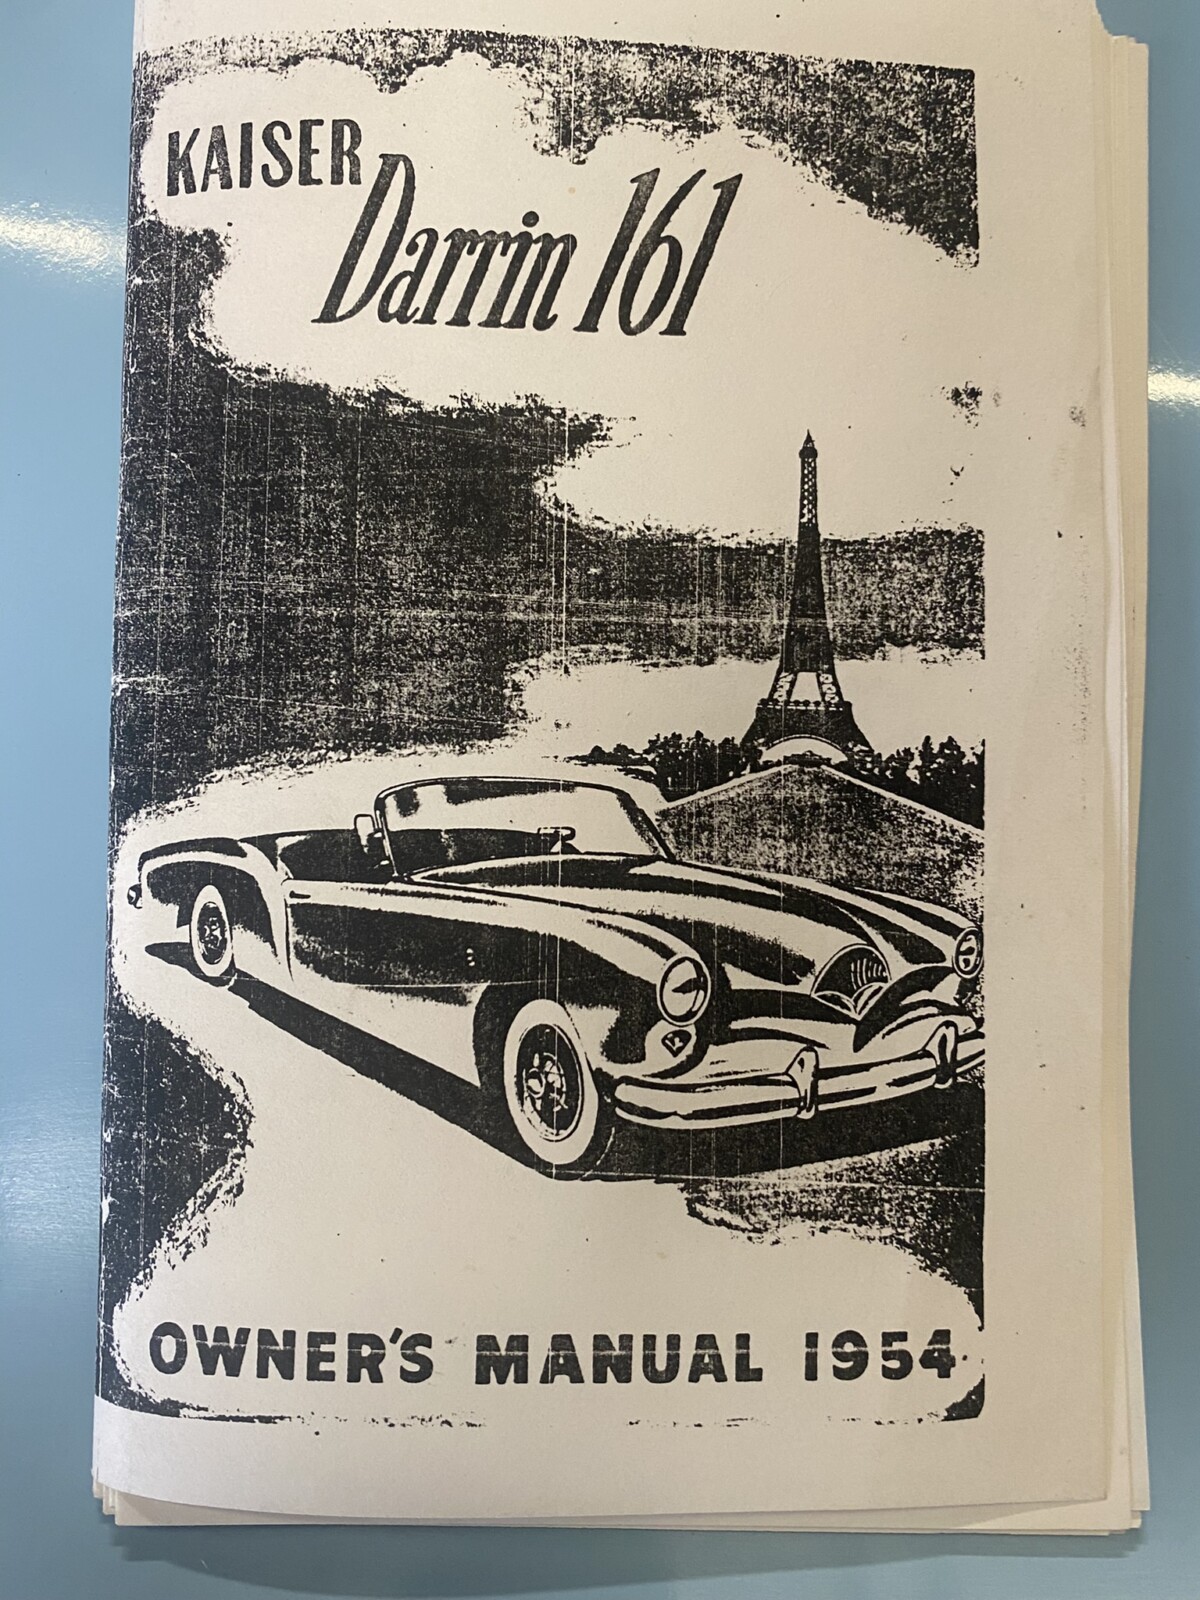 KAISER
Darrin 161
OWNER'S MANUAL 1954